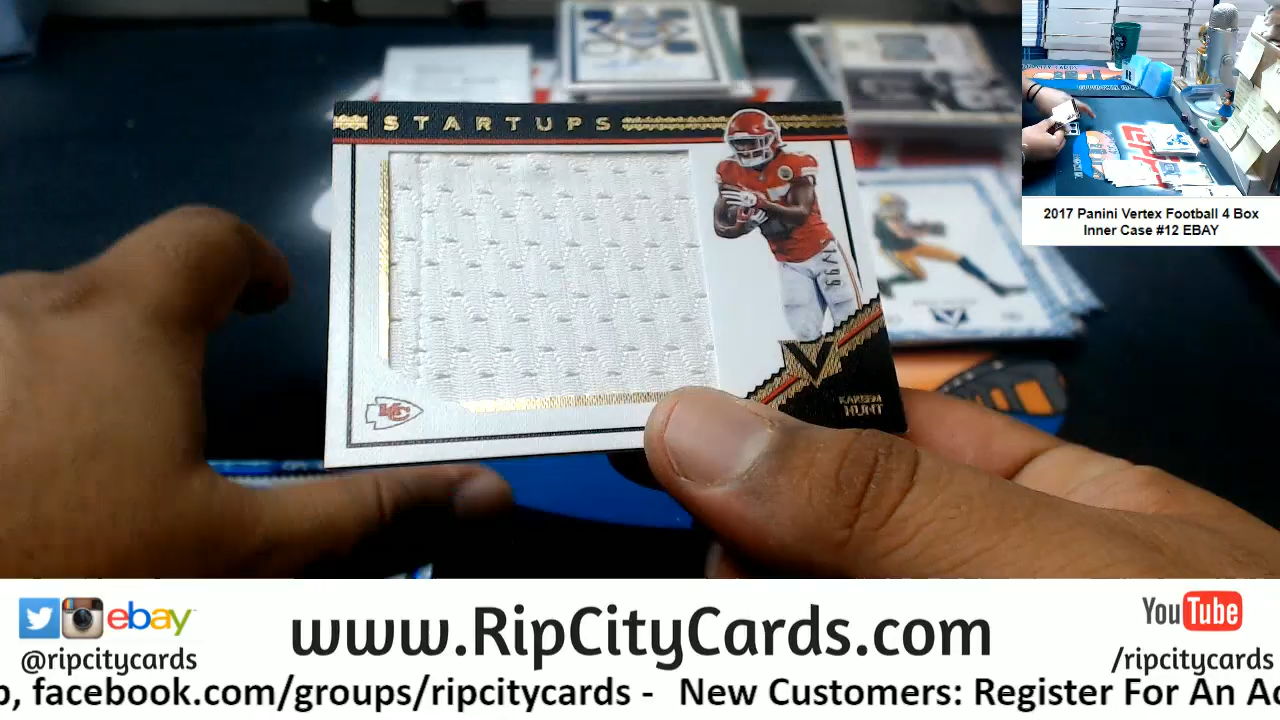 STARTUPS
KAREEM
HUNT
KC
2017 Panini Vertex Football 4 Box
Inner Case #12 EBAY
ebay
@ripcitycards
www.RipCityCards.com
YouTube
/ripcitycards
p, facebook.com/groups/ripcitycards - New Customers: Register For An Ac